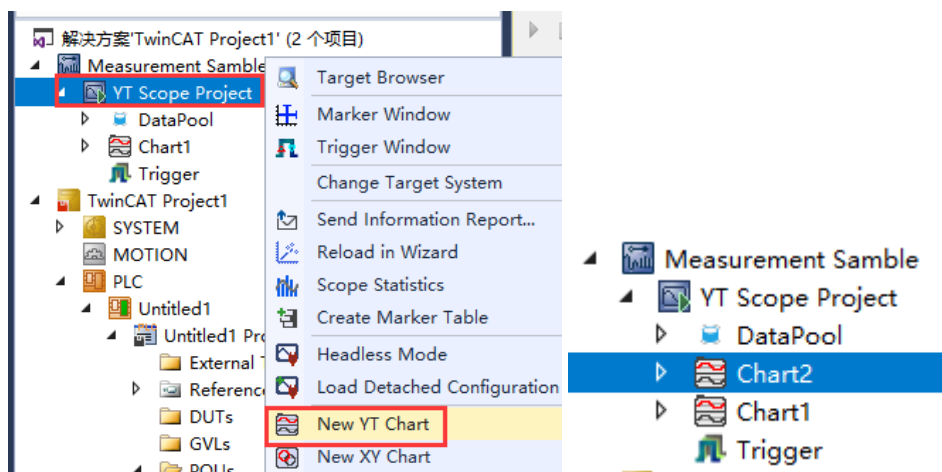 解决方案'TwinCAT Project1' (2 个项目)
Measurement Samble
YT Scope Project
DataPool
Chart1
Trigger
TwinCAT Project1
SYSTEM
MOTION
PLC
Untitled1
Untitled1 Pro
External
Reference
DUTs
GVLs
POUs
Target Browser
Marker Window
Trigger Window
Change Target System
Send Information Report...
Reload in Wizard
Scope Statistics
Create Marker Table
Headless Mode
Load Detached Configuration
New YT Chart
New XY Chart
Measurement Samble
YT Scope Project
DataPool
Chart2
Chart1
Trigger